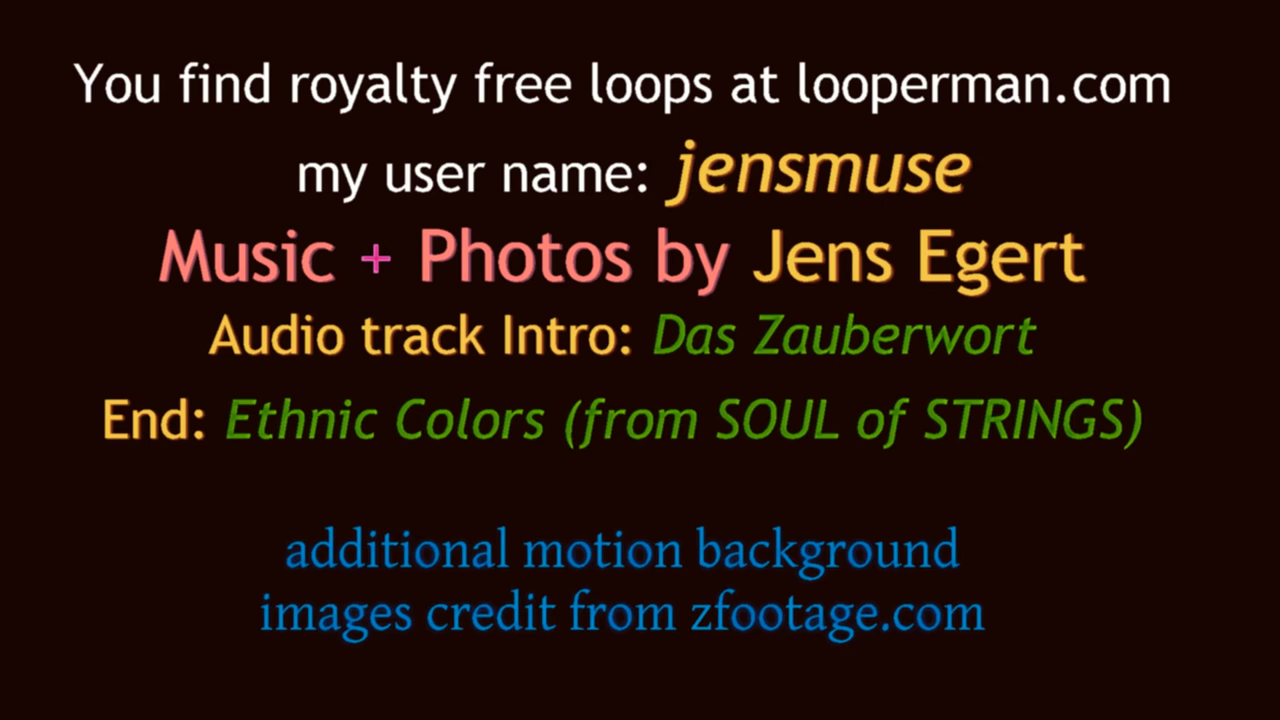 You find royalty free loops at looperman.com
my user name: jensmuse
Music + Photos by Jens Egert
Audio track Intro: Das Zauberwort
End: Ethnic Colors (from SOUL of STRINGS)
additional motion background
images credit from zfootage.com